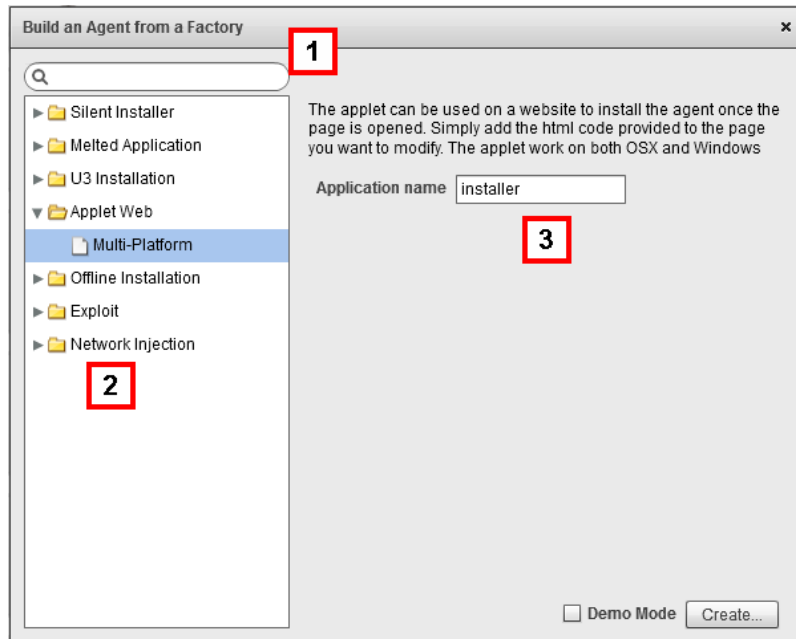 Build an Agent from a Factory
1
Silent Installer
Melted Application
U3 Installation
Applet Web
Multi-Platform
Offline Installation
Exploit
Network Injection
2
The applet can be used on a website to install the agent once the
page is opened. Simply add the html code provided to the page
you want to modify. The applet work on both OSX and Windows
Application name installer
3
Demo Mode Create...